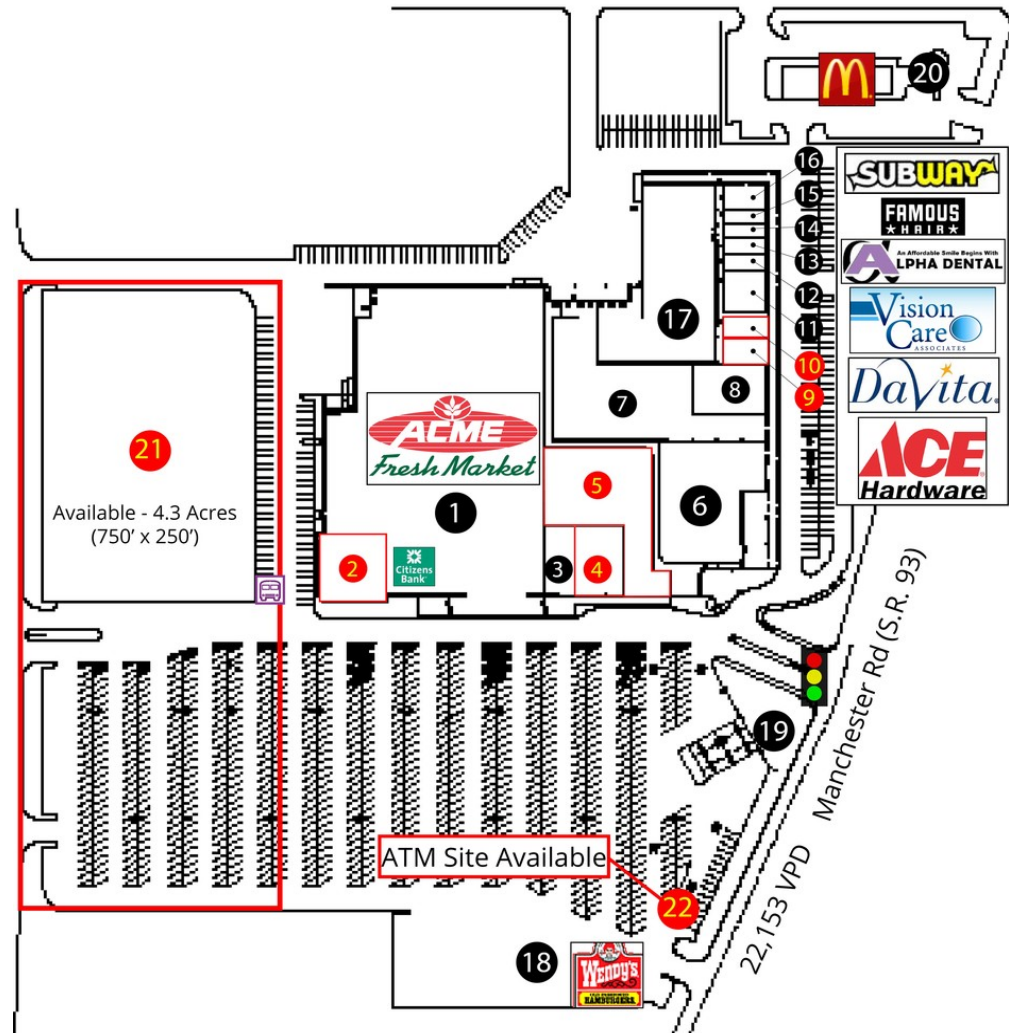 20
16
SUBWAY
15
FAMOUS
HAIR
14
13
An Affordable Smile Begins With
ALPHA DENTAL
12
Vision
Care
ASSOCIATES
17
11
10
DaVita
8
9
7
ACME
Fresh Market
ACE
Hardware
21
5
6
1
Available - 4.3 Acres
(750' x 250')
2
Citizens
Bank
3
4
19
Manchester Rd (S.R. 93)
22,153 VPD
ATM Site Available
22
18
WENDY'S
OLD FASHIONED
HAMBURGERS